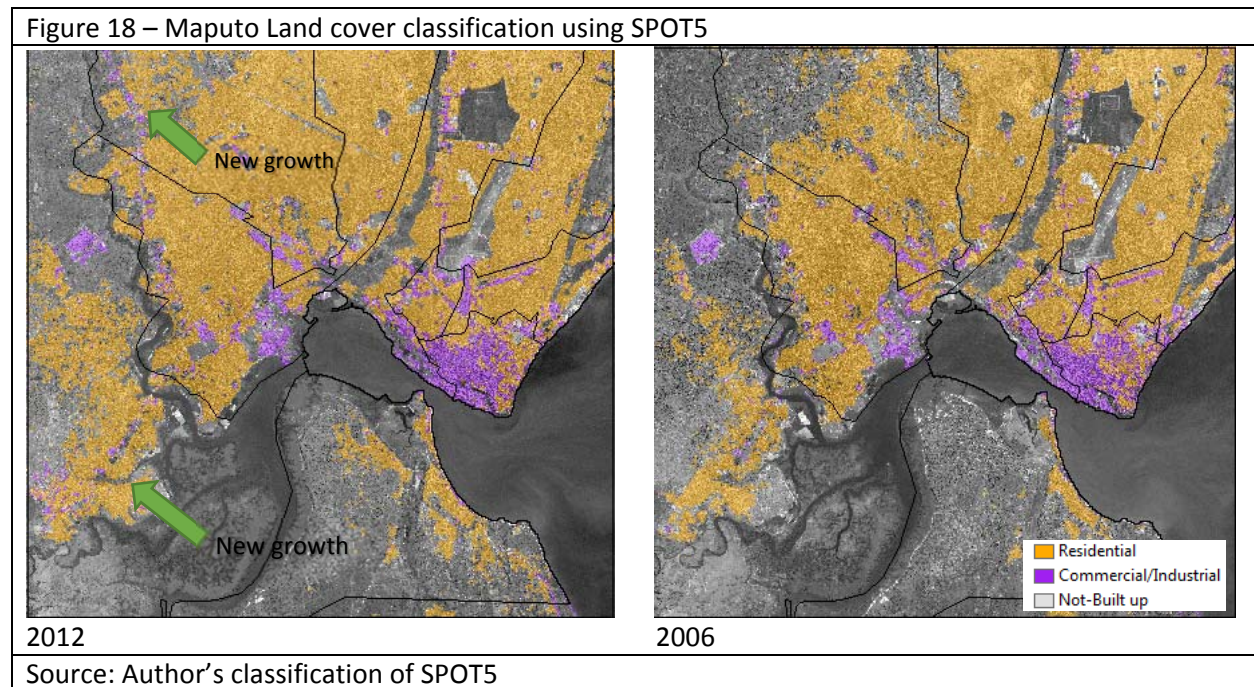 Figure 18 – Maputo Land cover classification using SPOT5
New growth
New growth
Residential
Commercial/Industrial
Not-Built up
2012
2006
Source: Author’s classification of SPOT5